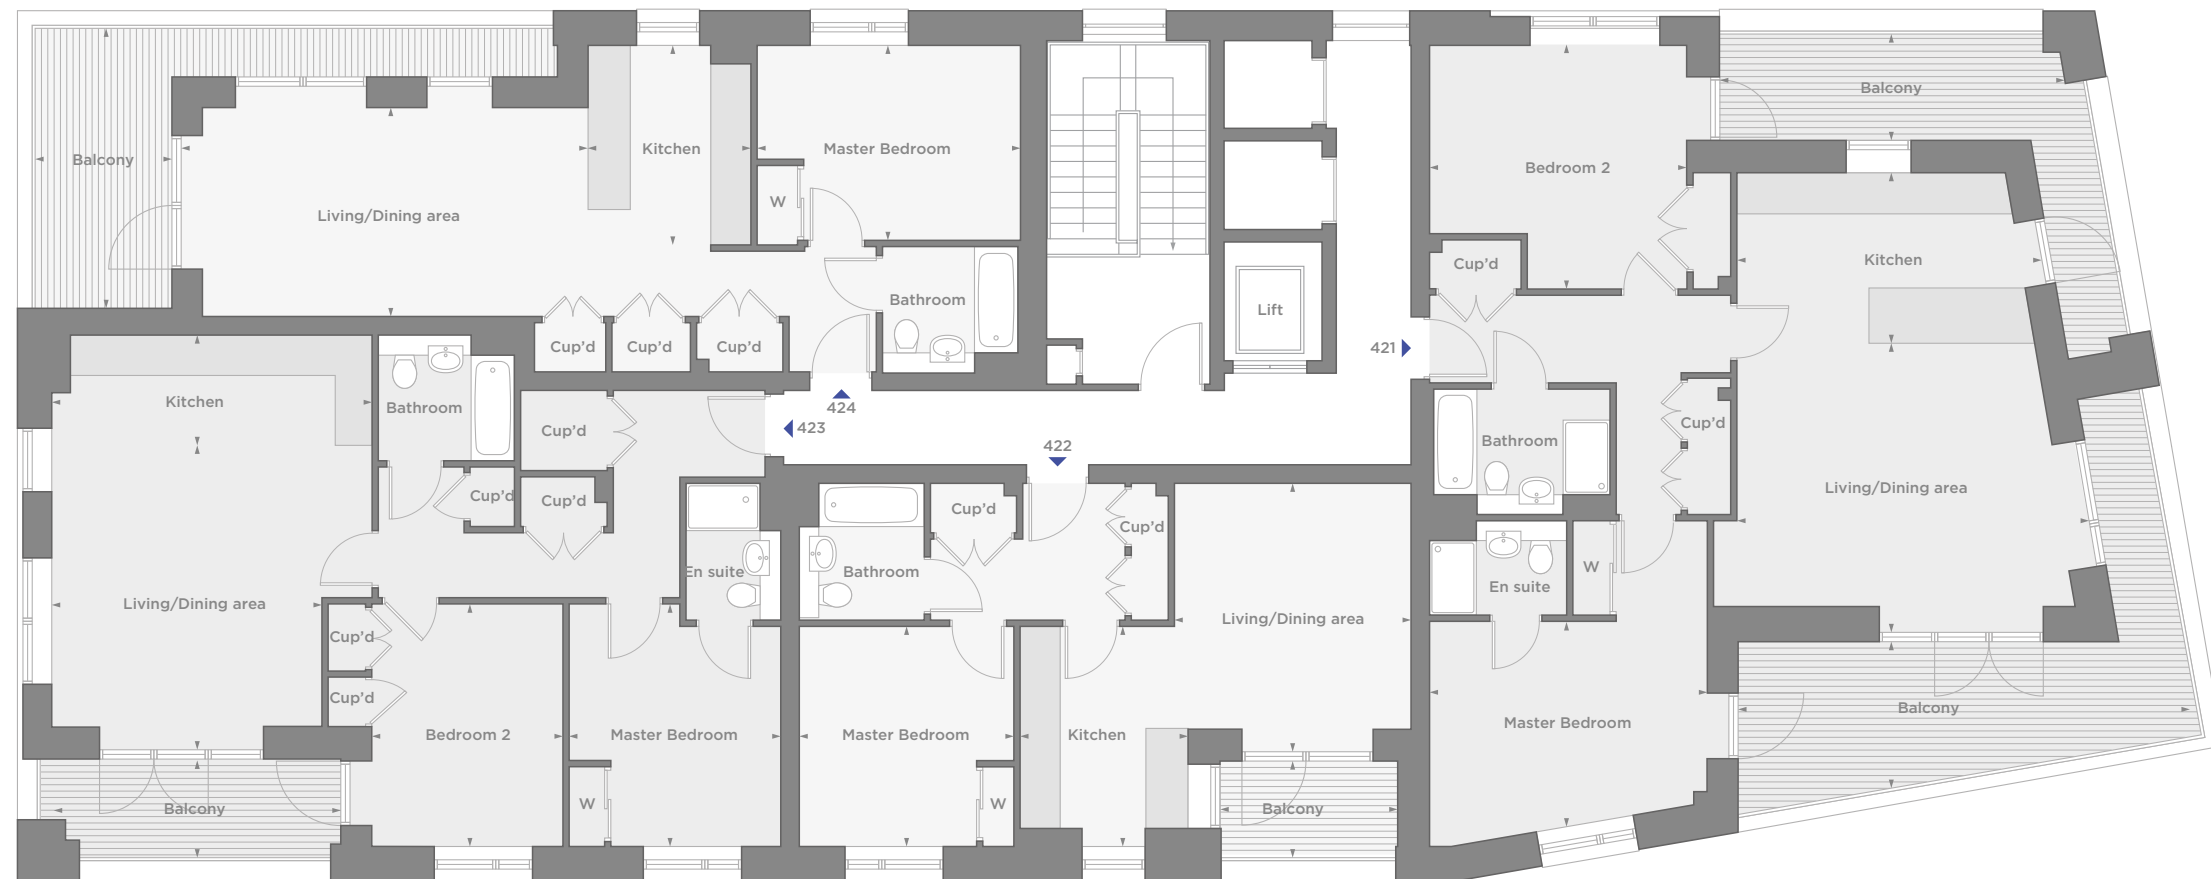 Balcony
Living/Dining area
Kitchen
Master Bedroom
W
Bathroom
Cup'd
Cup'd
Cup'd
424
Lift
421
Bedroom 2
Balcony
Cup'd
Kitchen
Living/Dining area
Cup'd
Bathroom
En suite
W
Master Bedroom
Balcony
Kitchen
Bathroom
Cup'd
423
Cup'd
Cup'd
En suite
Living/Dining area
Cup'd
Cup'd
Bedroom 2
Master Bedroom
W
Balcony
422
Cup'd
Cup'd
Bathroom
Living/Dining area
Master Bedroom
W
Kitchen
Balcony